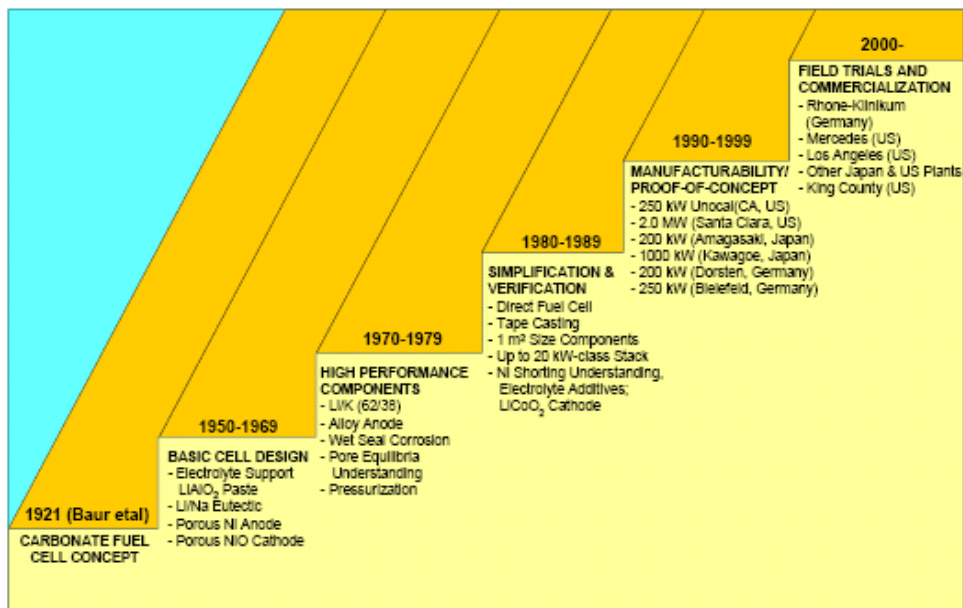 1921 (Baur etal)
CARBONATE FUEL
CELL CONCEPT
1950-1969
BASIC CELL DESIGN
- Electrolyte Support
LiAlO₂ Paste
- Li/Na Eutectic
- Porous Ni Anode
- Porous NiO Cathode
1970-1979
HIGH PERFORMANCE
COMPONENTS
- Li/K (62/38)
- Alloy Anode
- Wet Seal Corrosion
- Pore Equilibria
Understanding
- Pressurization
1980-1989
SIMPLIFICATION &
VERIFICATION
- Direct Fuel Cell
- Tape Casting
- 1 m² Size Components
- Up to 20 kW-class Stack
- Ni Shorting Understanding,
Electrolyte Additives;
LiCoO₂ Cathode
1990-1999
MANUFACTURABILITY/
PROOF-OF-CONCEPT
- 250 kW Unocal(CA, US)
- 2.0 MW (Santa Clara, US)
- 200 kW (Amagasaki, Japan)
- 1000 kW (Kawagoe, Japan)
- 200 kW (Dorsten, Germany)
- 250 kW (Bielefeld, Germany)
2000-
FIELD TRIALS AND
COMMERCIALIZATION
- Rhone-Klinikum
(Germany)
- Mercedes (US)
- Los Angeles (US)
- Other Japan & US Plants
- King County (US)